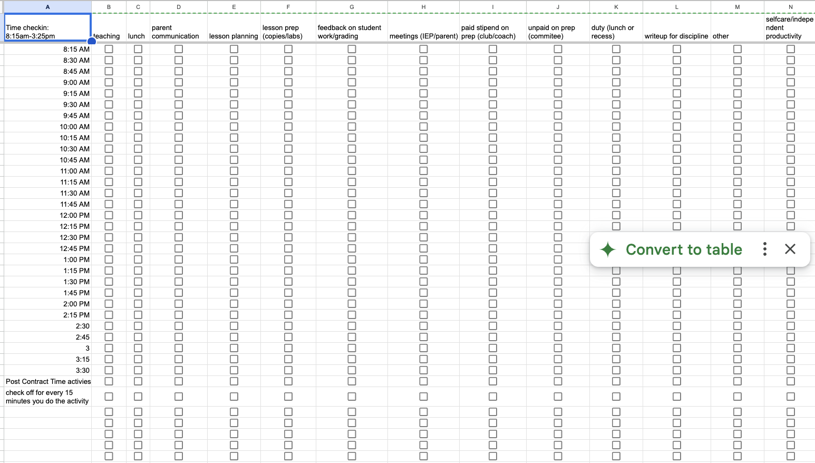 A B C D E F G H I J K L M N
Time checkin:
8:15am-3:25pm
teaching
lunch
parent
communication
lesson planning
lesson prep
(copies/labs)
feedback on student
work/grading
meetings (IEP/parent)
paid stipend on
prep (club/coach)
unpaid on prep
(commitee)
duty (lunch or
recess)
writeup for discipline
other
selfcare/indepe
ndent
productivity
8:15 AM
8:30 AM
8:45 AM
9:00 AM
9:15 AM
9:30 AM
9:45 AM
10:00 AM
10:15 AM
10:30 AM
10:45 AM
11:00 AM
11:15 AM
11:30 AM
11:45 AM
12:00 PM
12:15 PM
12:30 PM
12:45 PM
1:00 PM
1:15 PM
1:30 PM
1:45 PM
2:00 PM
2:15 PM
2:30
2:45
3
3:15
3:30
Post Contract Time activies
check off for every 15
minutes you do the activity
Convert to table